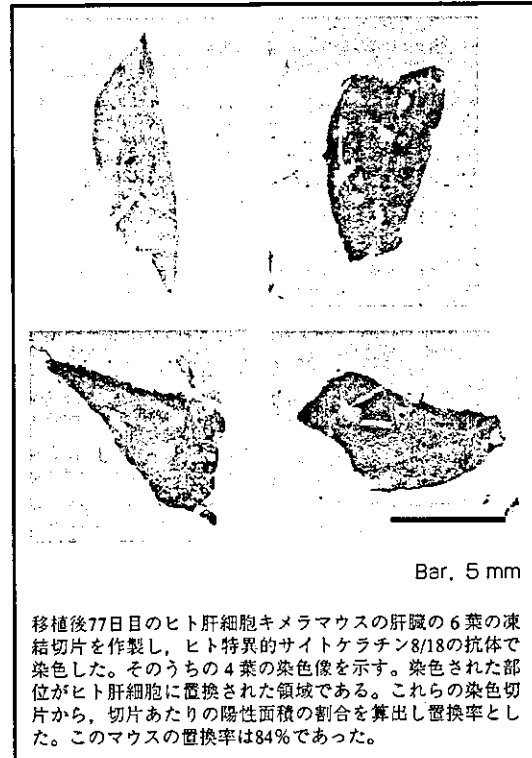 Bar, 5 mm
移植後77日目のヒト肝細胞キメラマウスの肝臓の6葉の凍
結切片を作製し，ヒト特異的サイトケラチン8/18の抗体で
染色した。そのうちの4葉の染色像を示す。染色された部
位がヒト肝細胞に置換された領域である。これらの染色切
片から，切片あたりの陽性面積の割合を算出し置換率とし
た。このマウスの置換率は84％であった。